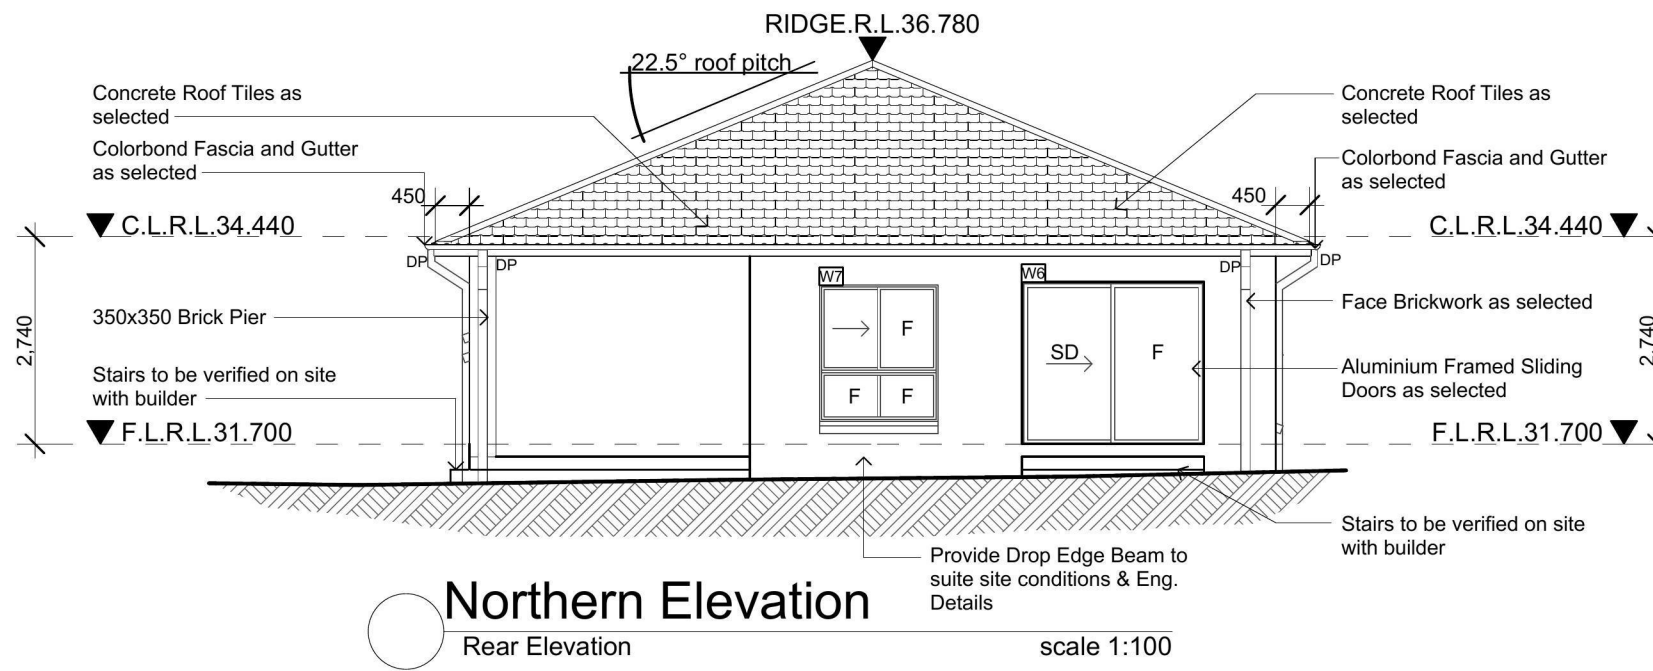 RIDGE.R.L.36.780
22.5° roof pitch
Concrete Roof Tiles as
selected
Colorbond Fascia and Gutter
as selected
450
C.L.R.L.34.440
DP
DP
350x350 Brick Pier
2,740
Stairs to be verified on site
with builder
F.L.R.L.31.700
W7
F
F
F
W6
SD
F
Concrete Roof Tiles as
selected
Colorbond Fascia and Gutter
as selected
450
C.L.R.L.34.440
DP
DP
Face Brickwork as selected
2,740
Aluminium Framed Sliding
Doors as selected
F.L.R.L.31.700
Stairs to be verified on site
with builder
Provide Drop Edge Beam to
suite site conditions & Eng.
Details
Northern Elevation
Rear Elevation
scale 1:100